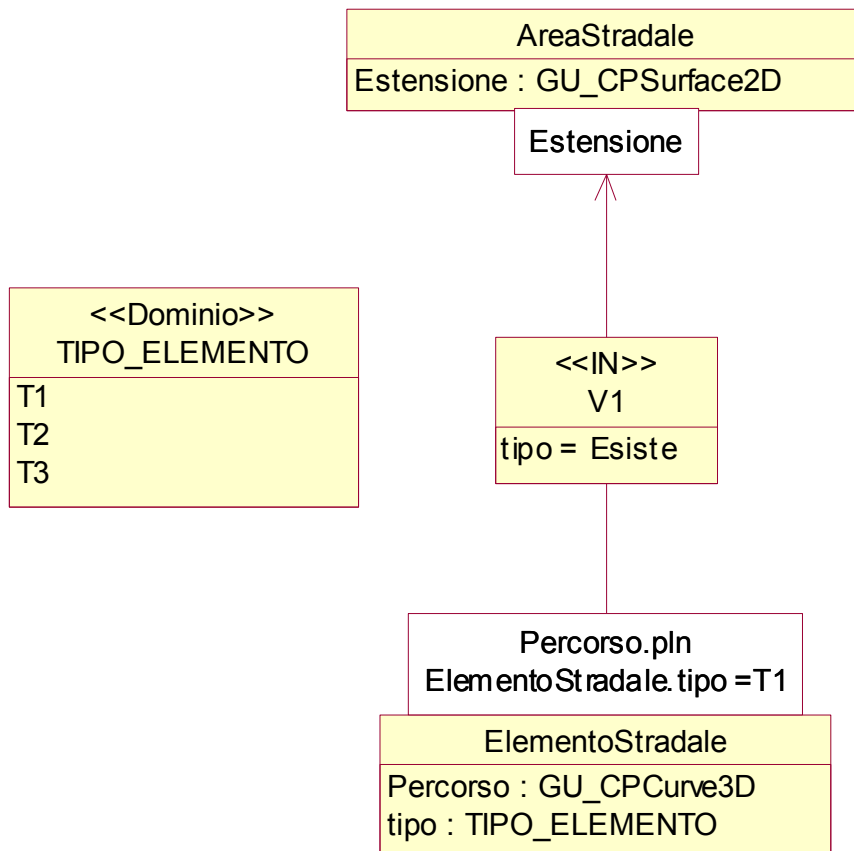 AreaStradale
Estensione : GU_CPSurface2D
Estensione
<<Dominio>>
TIPO_ELEMENTO
T1
T2
T3
<<IN>>
V1
tipo = Esiste
Percorso.pln
ElementoStradale.tipo =T1
ElementoStradale
Percorso : GU_CPCurve3D
tipo : TIPO_ELEMENTO